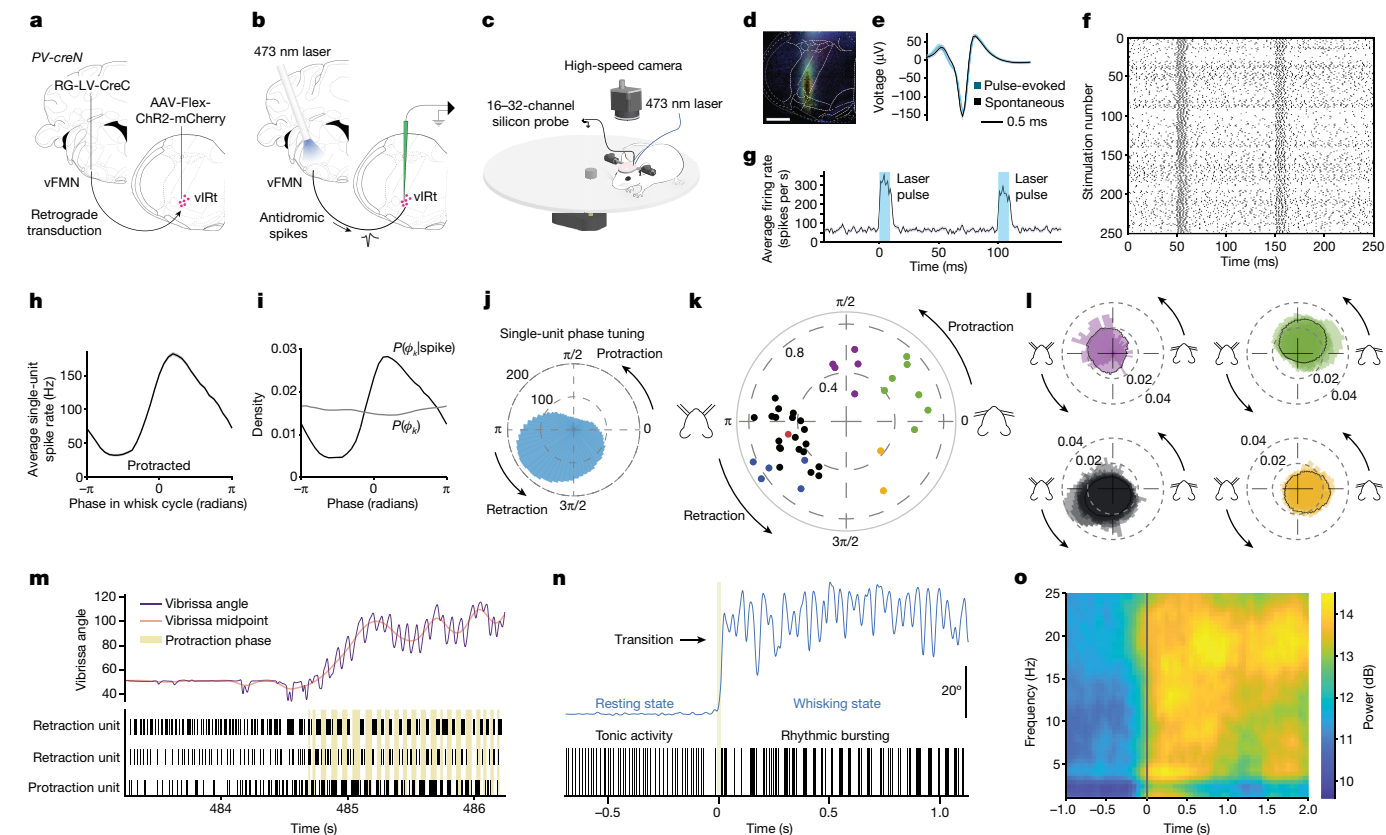 a
PV-creN
RG-LV-CreC
AAV-Flex-
ChR2-mCherry
vFMN
vIRt
Retrograde
transduction
b
473 nm laser
vFMN
vIRt
Antidromic
spikes
c
High-speed camera
16–32-channel
silicon probe
473 nm laser
d
e
Voltage (μV)
50
0
−50
−100
−150
Pulse-evoked
Spontaneous
0.5 ms
f
Stimulation number
0
50
100
150
200
250
0 50 100 150 200 250
Time (ms)
g
Average firing rate
(spikes per s)
300
200
100
0
Laser
pulse
Laser
pulse
0 50 100
Time (ms)
h
Average single-unit
spike rate (Hz)
150
100
50
0
Protracted
−π 0 π
Phase in whisk cycle (radians)
i
Density
0.03
0.02
0.01
0
P(ϕk|spike)
P(ϕk)
−π 0 π
Phase (radians)
j
Single-unit phase tuning
π/2
Protraction
200
100
π
0
3π/2
Retraction
k
π/2
Protraction
0.8
0.4
π
0
Retraction
3π/2
l
0.02
0.04
0.02
0.04
0.04
0.02
0.04
0.02
m
Vibrissa angle
120
100
80
60
40
Vibrissa angle
Vibrissa midpoint
Protraction phase
Retraction unit
Retraction unit
Protraction unit
484 485 486
Time (s)
n
Transition
20º
Resting state
Whisking state
Tonic activity
Rhythmic bursting
−0.5 0 0.5 1.0
Time (s)
o
Frequency (Hz)
25
20
15
10
5
−1.0 −0.5 0 0.5 1.0 1.5 2.0
Time (s)
14
13
12
11
10
Power (dB)